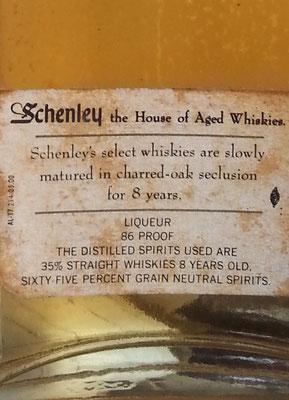 Schenley the House of Aged Whiskies.
Schenley's select whiskies are slowly
matured in charred-oak seclusion
for 8 years.
LIQUEUR
86 PROOF
THE DISTILLED SPIRITS USED ARE
35% STRAIGHT WHISKIES 8 YEARS OLD,
SIXTY-FIVE PERCENT GRAIN NEUTRAL SPIRITS.